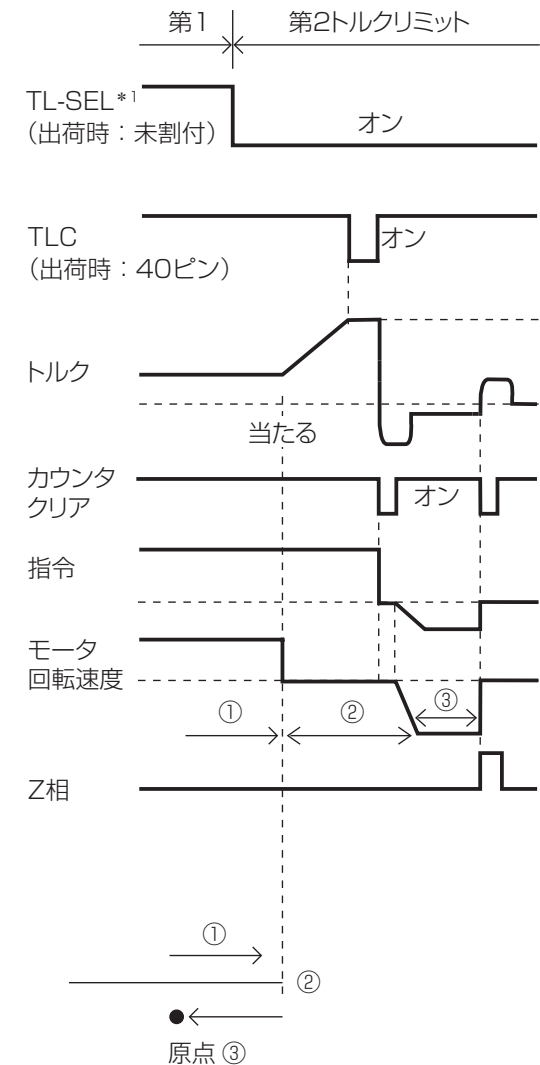 第1 第2トルクリミット
TL-SEL*1
（出荷時：未割付）
オン
TLC
（出荷時：40ピン）
オン
トルク
当たる
カウンタ
クリア
オン
指令
モータ
回転速度
① ② ③
Z相
①
②
原点 ③